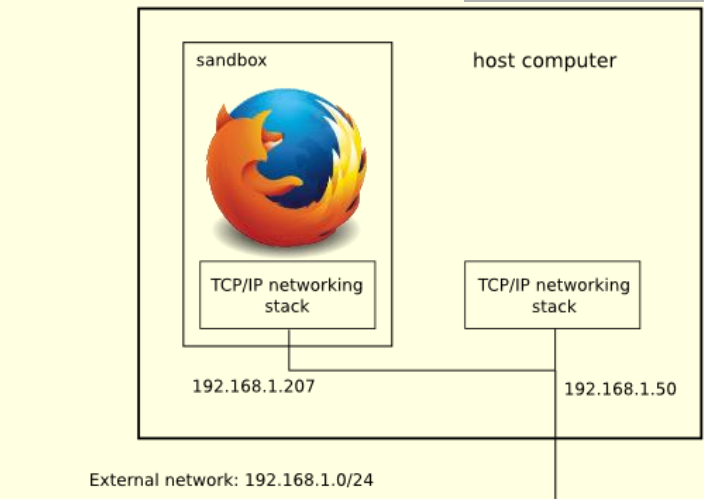 sandbox
host computer
TCP/IP networking
stack
TCP/IP networking
stack
192.168.1.207
192.168.1.50
External network: 192.168.1.0/24